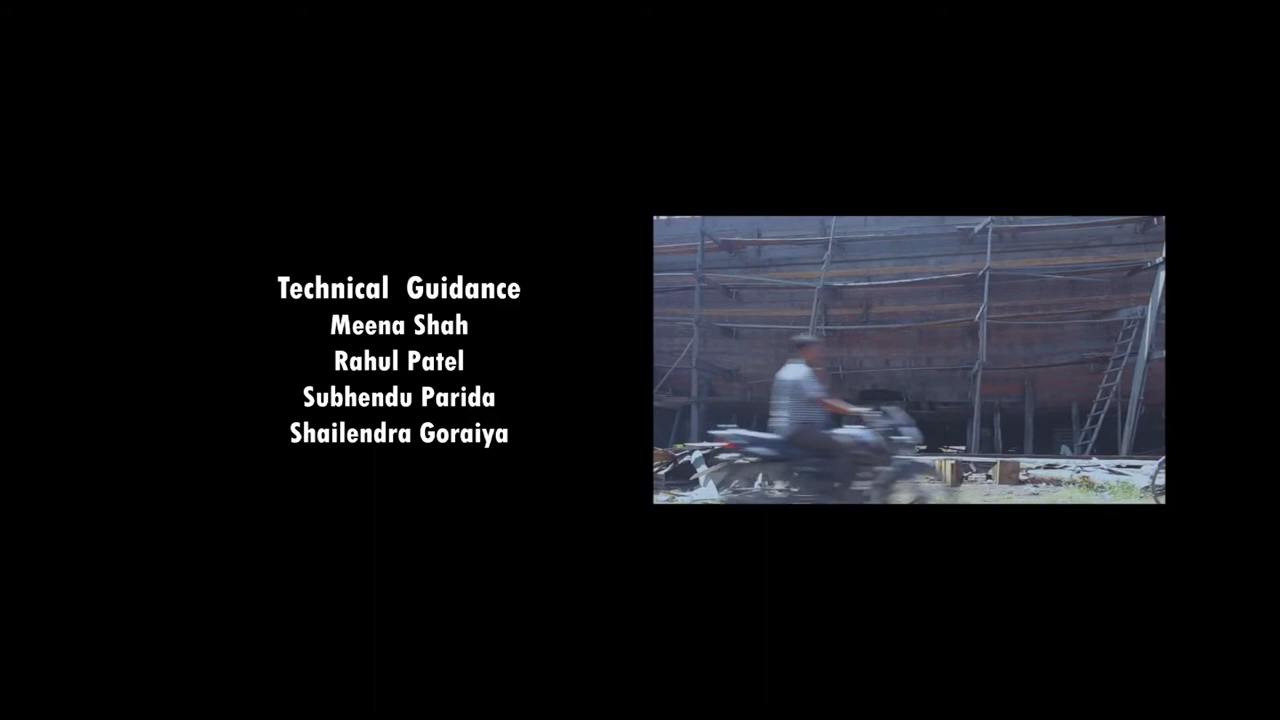 Technical Guidance
Meena Shah
Rahul Patel
Subhendu Parida
Shailendra Goraiya